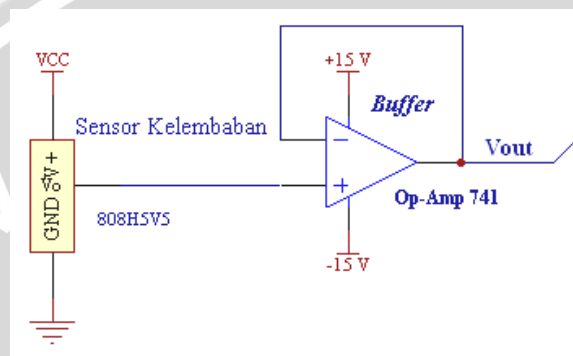 VCC
+15 V
Buffer
Sensor Kelembaban
Vout
GND
V+
808H5V5
Op-Amp 741
-15 V